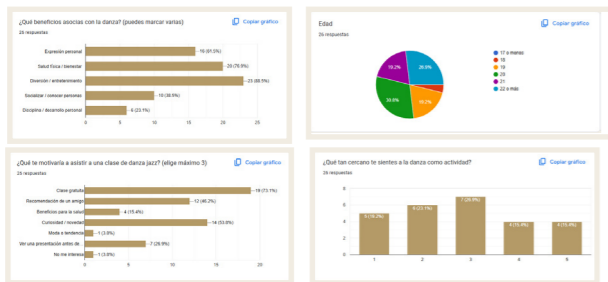 ¿Qué beneficios asocias con la danza? (puedes marcar varias)
Copiar gráfico
26 respuestas
Expresión personal
16 (61.5%)
Salud física / bienestar
20 (76.9%)
Diversión / entretenimiento
23 (88.5%)
Socializar / conocer personas
10 (38.5%)
Disciplina / desarrollo personal
6 (23.1%)
0 5 10 15 20 25
Edad
Copiar gráfico
26 respuestas
17 o menos
18
19
20
21
22 o más
19.2%
26.9%
30.8%
19.2%
¿Qué te motivaría a asistir a una clase de danza jazz? (elige máximo 3)
Copiar gráfico
26 respuestas
Clase gratuita
19 (73.1%)
Recomendación de un amigo
12 (46.2%)
Beneficios para la salud
4 (15.4%)
Curiosidad / novedad
14 (53.8%)
Moda o tendencia
1 (3.8%)
Ver una presentación antes de...
7 (26.9%)
No me interesa
1 (3.8%)
0 5 10 15 20
¿Qué tan cercano te sientes a la danza como actividad?
Copiar gráfico
26 respuestas
8
6
4
2
0
5 (19.2%)
6 (23.1%)
7 (26.9%)
4 (15.4%)
4 (15.4%)
1 2 3 4 5